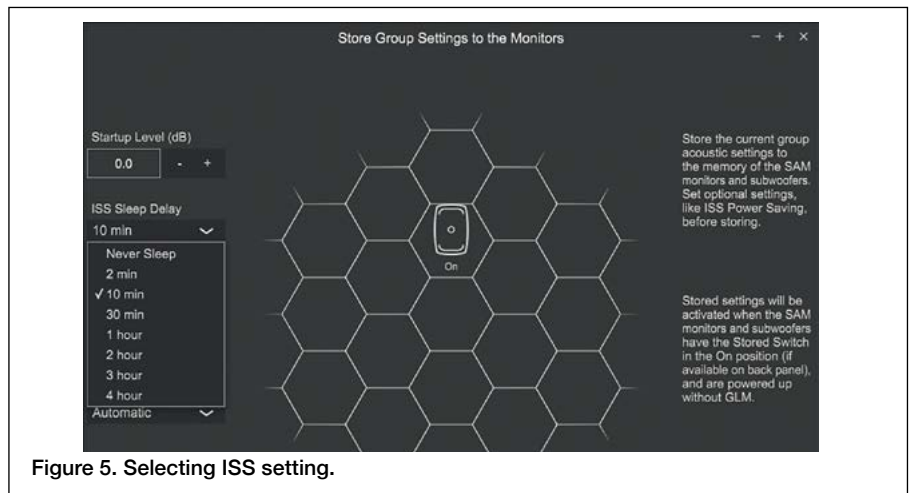 Store Group Settings to the Monitors
Startup Level (dB)
0.0 - +
ISS Sleep Delay
10 min
Never Sleep
2 min
✓ 10 min
30 min
1 hour
2 hour
3 hour
4 hour
Automatic
On
Store the current group
acoustic settings to
the memory of the SAM
monitors and subwoofers.
Set optional settings,
like ISS Power Saving,
before storing.
Stored settings will be
activated when the SAM
monitors and subwoofers
have the Stored Switch
in the On position (if
available on back panel),
and are powered up
without GLM.
Figure 5. Selecting ISS setting.